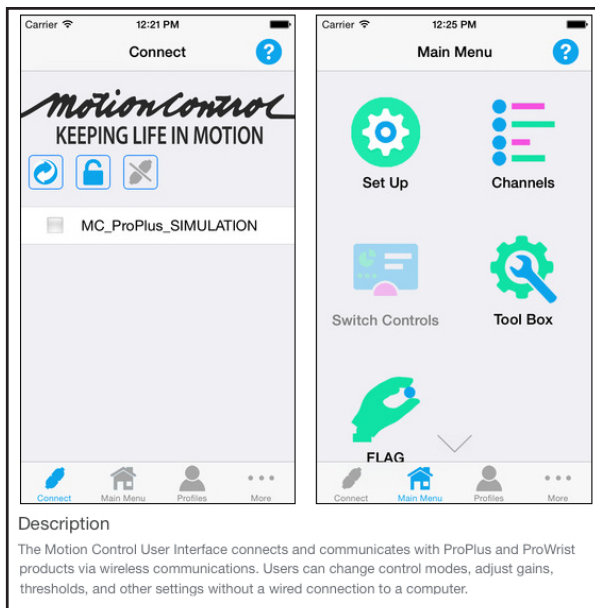 Carrier 12:21 PM
Connect
?
MotionControl
KEEPING LIFE IN MOTION
MC_ProPlus_SIMULATION
Connect Main Menu Profiles More
Carrier 12:25 PM
Main Menu
?
Set Up Channels
Switch Controls Tool Box
FLAG
Connect Main Menu Profiles More
Description
The Motion Control User Interface connects and communicates with ProPlus and ProWrist
products via wireless communications. Users can change control modes, adjust gains,
thresholds, and other settings without a wired connection to a computer.